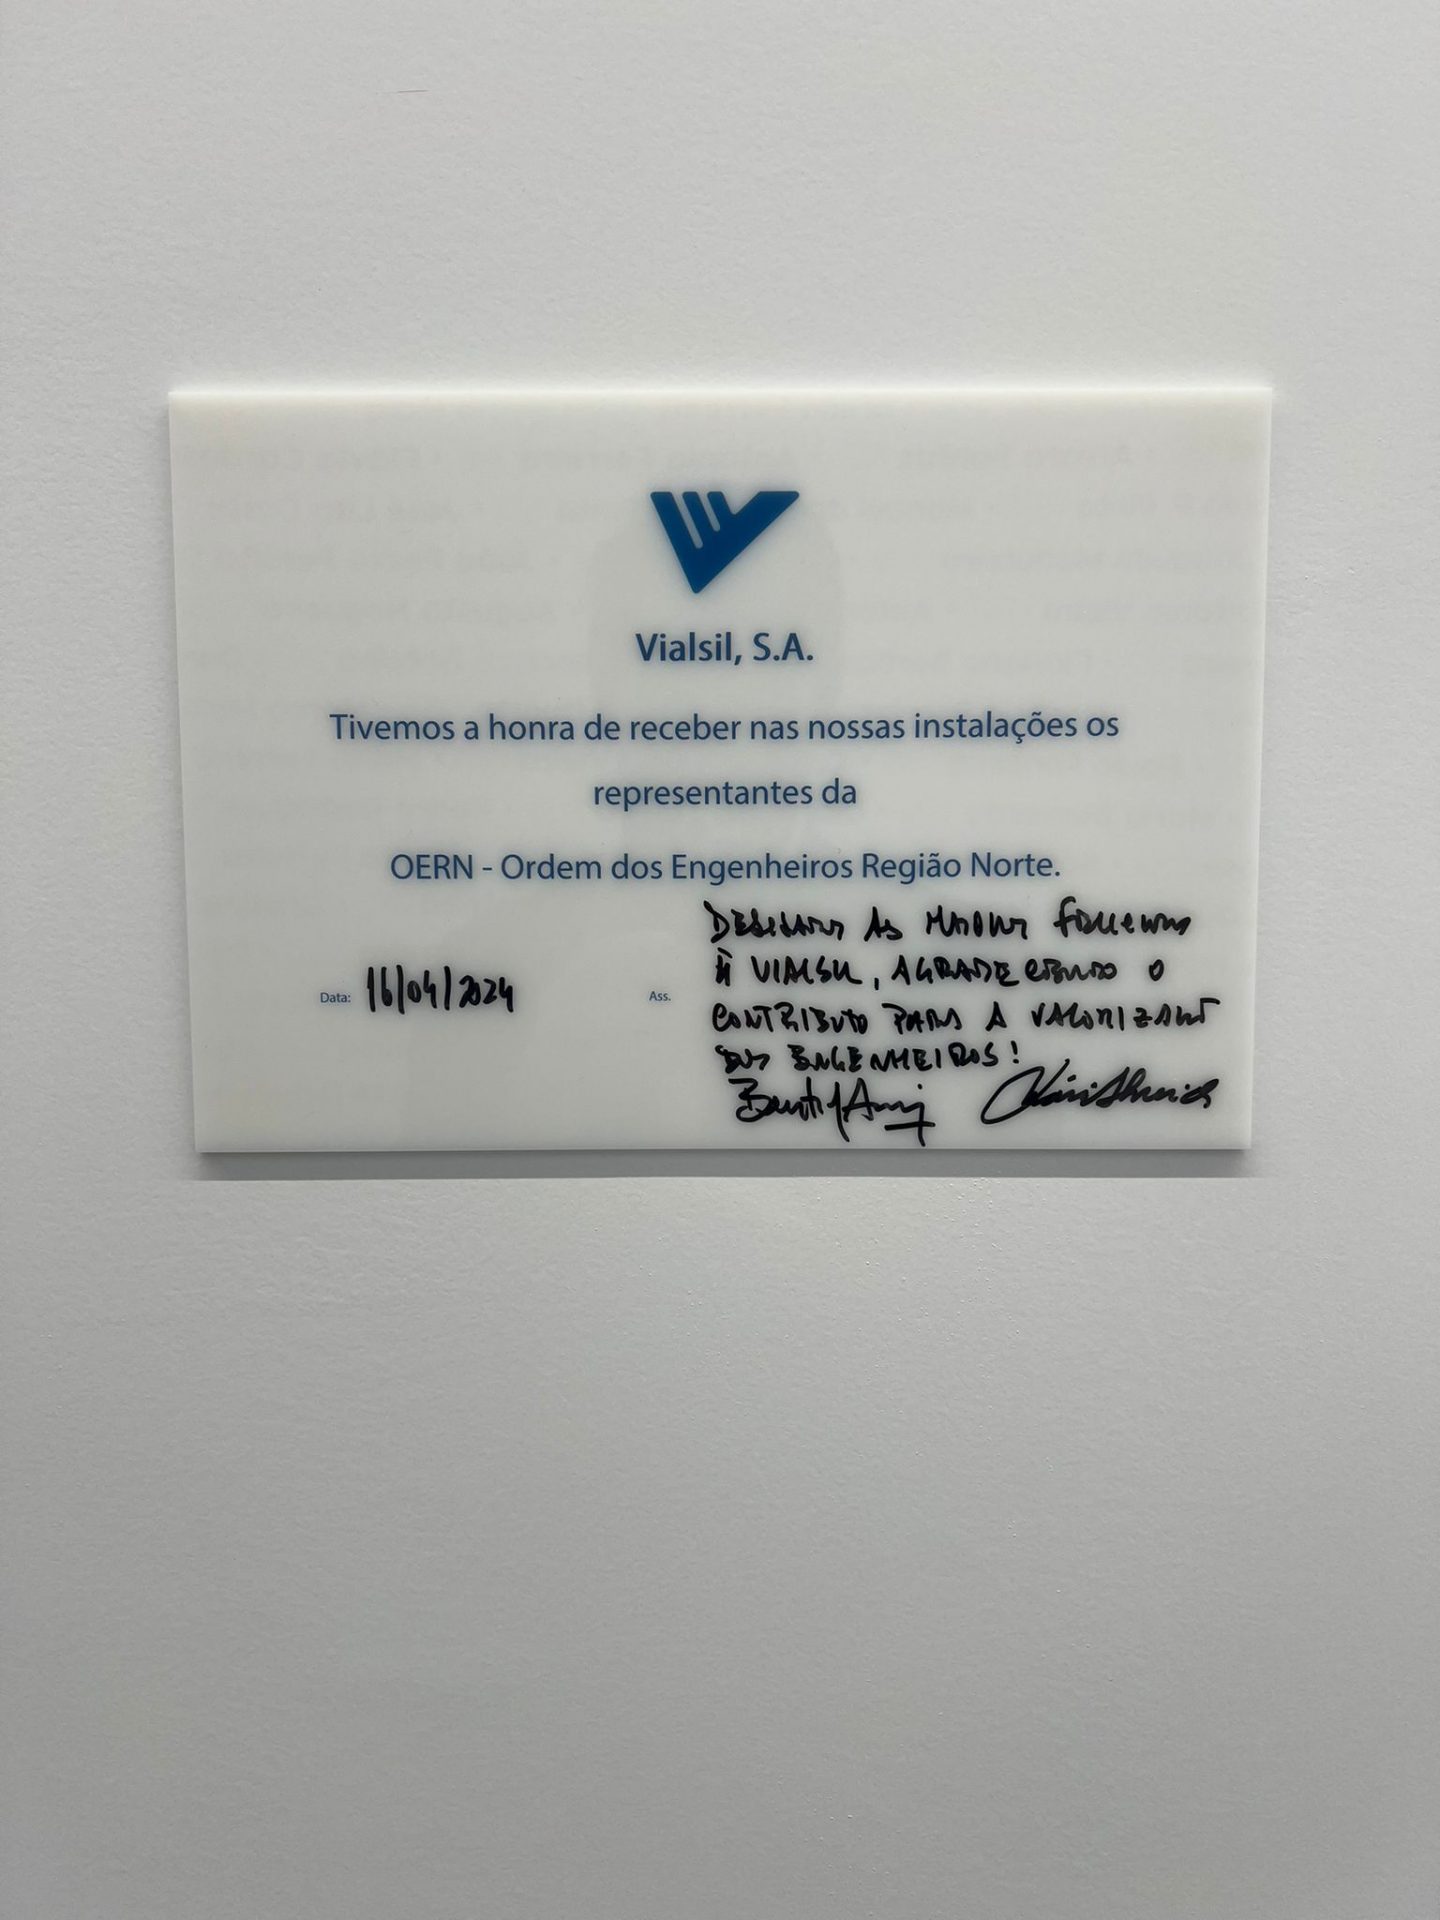 Vialsil, S.A.
Tivemos a honra de receber nas nossas instalações os
representantes da
OERN - Ordem dos Engenheiros Região Norte.
DESEJAMOS AS MAIORES FELICIDADES
À VIALSIL, AGRADECENDO O
Data: 16/04/2024
Ass.
CONTRIBUTO PARA A VALORIZAÇÃO
DOS ENGENHEIROS!